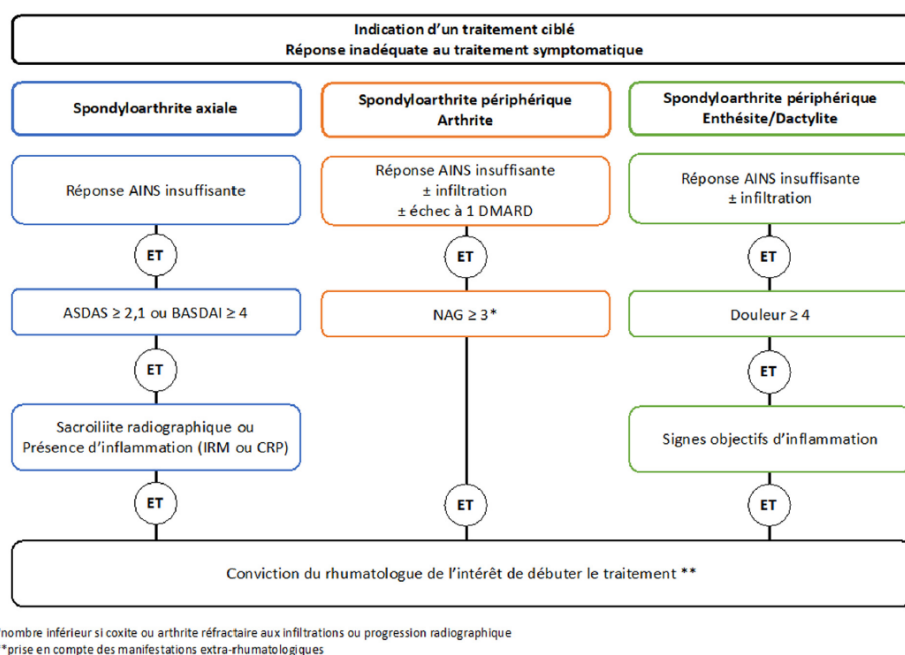 Indication d'un traitement ciblé
Réponse inadéquate au traitement symptomatique
Spondyloarthrite axiale
Spondyloarthrite périphérique
Arthrite
Spondyloarthrite périphérique
Enthésite/Dactylite
Réponse AINS insuffisante
Réponse AINS insuffisante
± infiltration
± échec à 1 DMARD
Réponse AINS insuffisante
± infiltration
ET
ET
ET
ASDAS ≥ 2,1 ou BASDAI ≥ 4
NAG ≥ 3*
Douleur ≥ 4
ET
ET
Sacroiliite radiographique ou
Présence d'inflammation (IRM ou CRP)
Signes objectifs d'inflammation
ET
ET
ET
Conviction du rhumatologue de l'intérêt de débuter le traitement **
*nombre inférieur si coxite ou arthrite réfractaire aux infiltrations ou progression radiographique
**prise en compte des manifestations extra-rhumatologiques